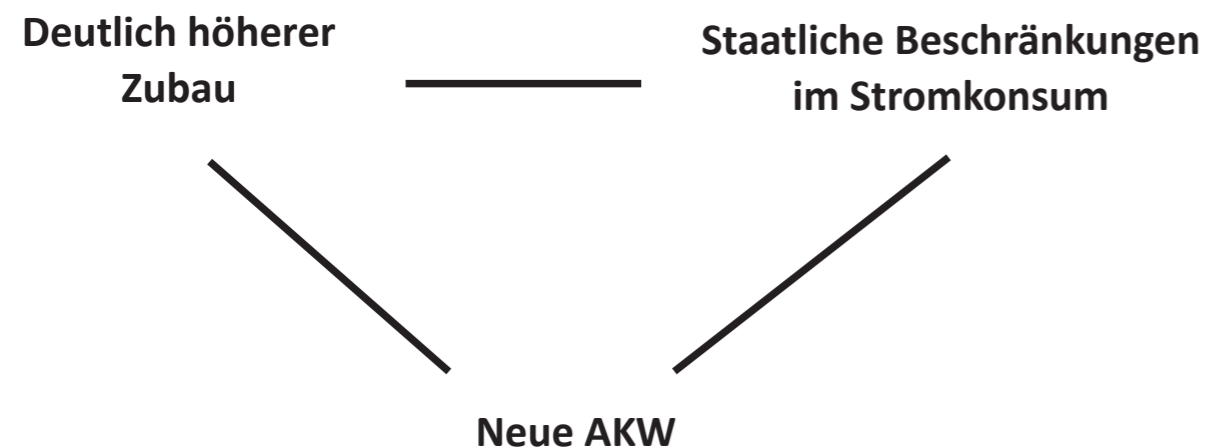 Deutlich höherer
Zubau
Staatliche Beschränkungen
im Stromkonsum
Neue AKW